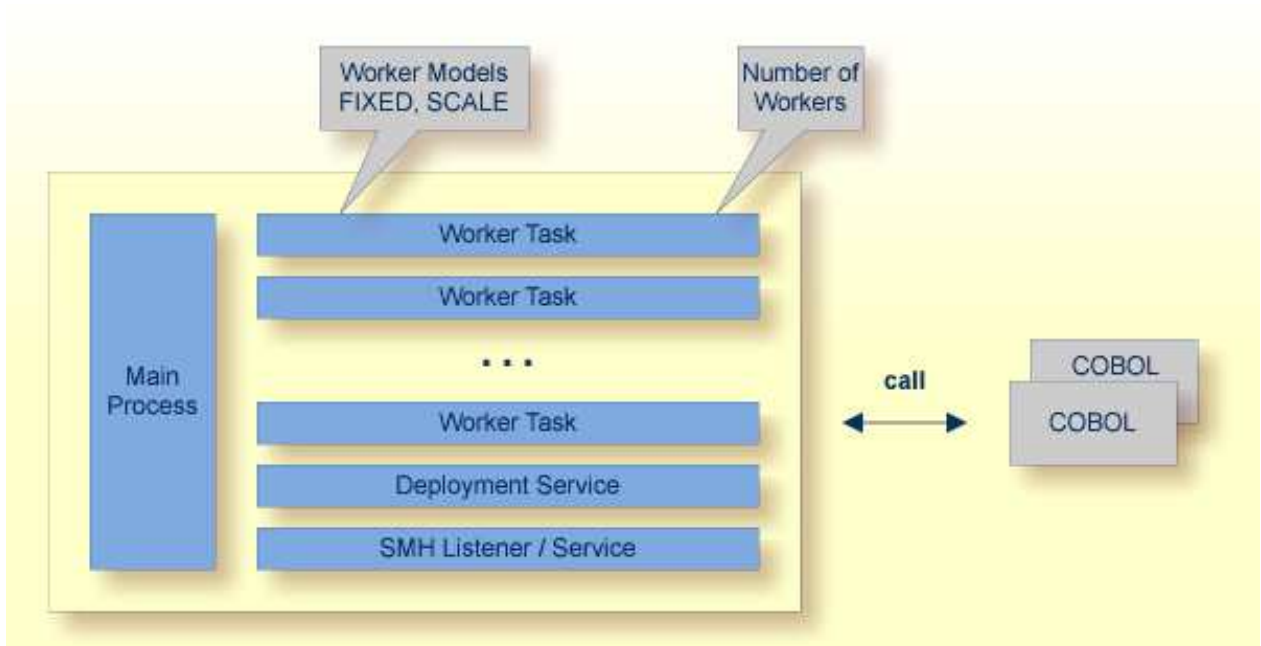 Worker Models
FIXED, SCALE
Number of
Workers
Worker Task
Worker Task
...
Main
Process
Worker Task
Deployment Service
SMH Listener / Service
call
COBOL
COBOL